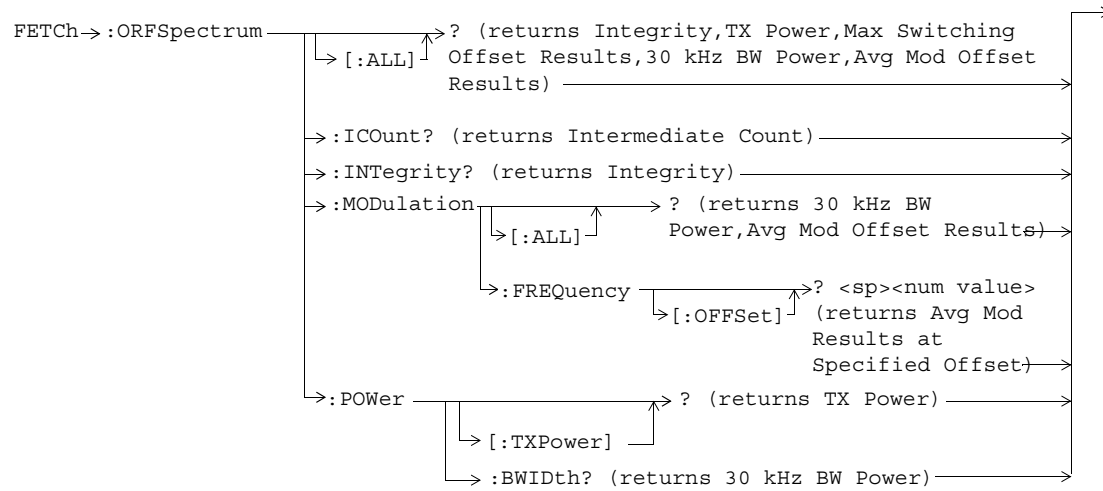 FETCh :ORFSpectrum ? (returns Integrity,TX Power,Max Switching
[:ALL] Offset Results,30 kHz BW Power,Avg Mod Offset
Results)
:ICOunt? (returns Intermediate Count)
:INTegrity? (returns Integrity)
:MODulation ? (returns 30 kHz BW
[:ALL] Power,Avg Mod Offset Results)
:FREQuency ? <sp><num value>
[:OFFSet] (returns Avg Mod
Results at
Specified Offset)
:POWer ? (returns TX Power)
[:TXPower]
:BWIDth? (returns 30 kHz BW Power)